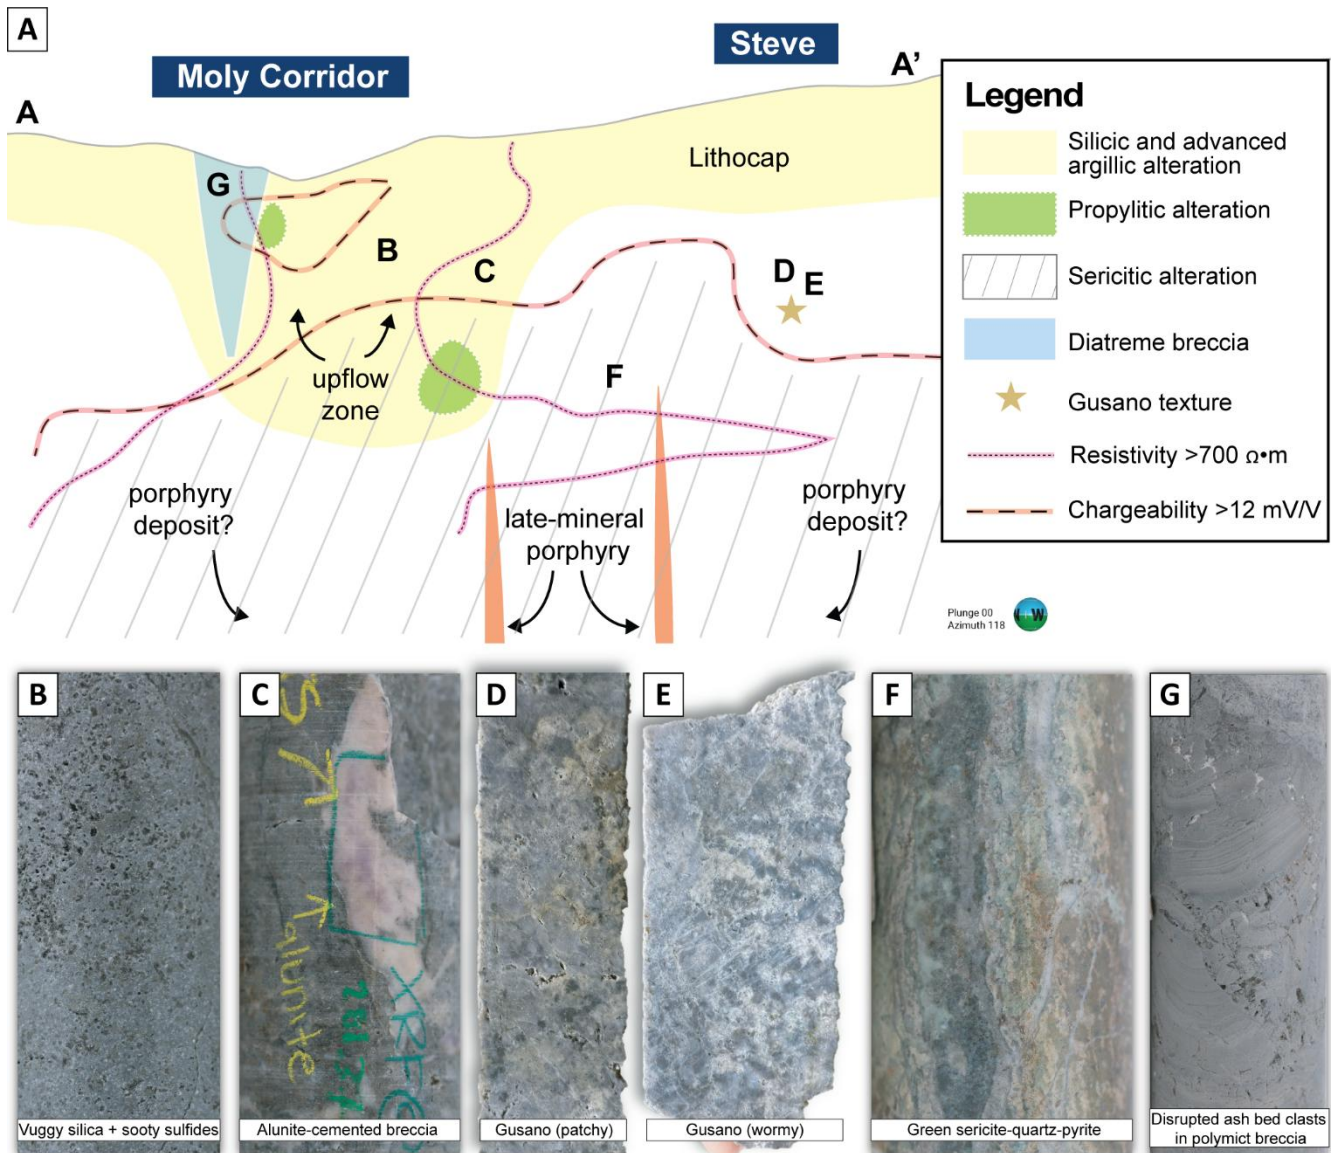 A
Moly Corridor
Steve
A
A'
G
B
C
D
E
F
Lithocap
upflow
zone
porphyry
deposit?
late-mineral
porphyry
porphyry
deposit?
Legend
Silicic and advanced
argillic alteration
Propylitic alteration
Sericitic alteration
Diatreme breccia
Gusano texture
Resistivity >700 Ω•m
Chargeability >12 mV/V
Plunge 00
Azimuth 118
W
B
Vuggy silica + sooty sulfides
C
alunite
XRF
Alunite-cemented breccia
D
Gusano (patchy)
E
Gusano (wormy)
F
Green sericite-quartz-pyrite
G
Disrupted ash bed clasts
in polymict breccia